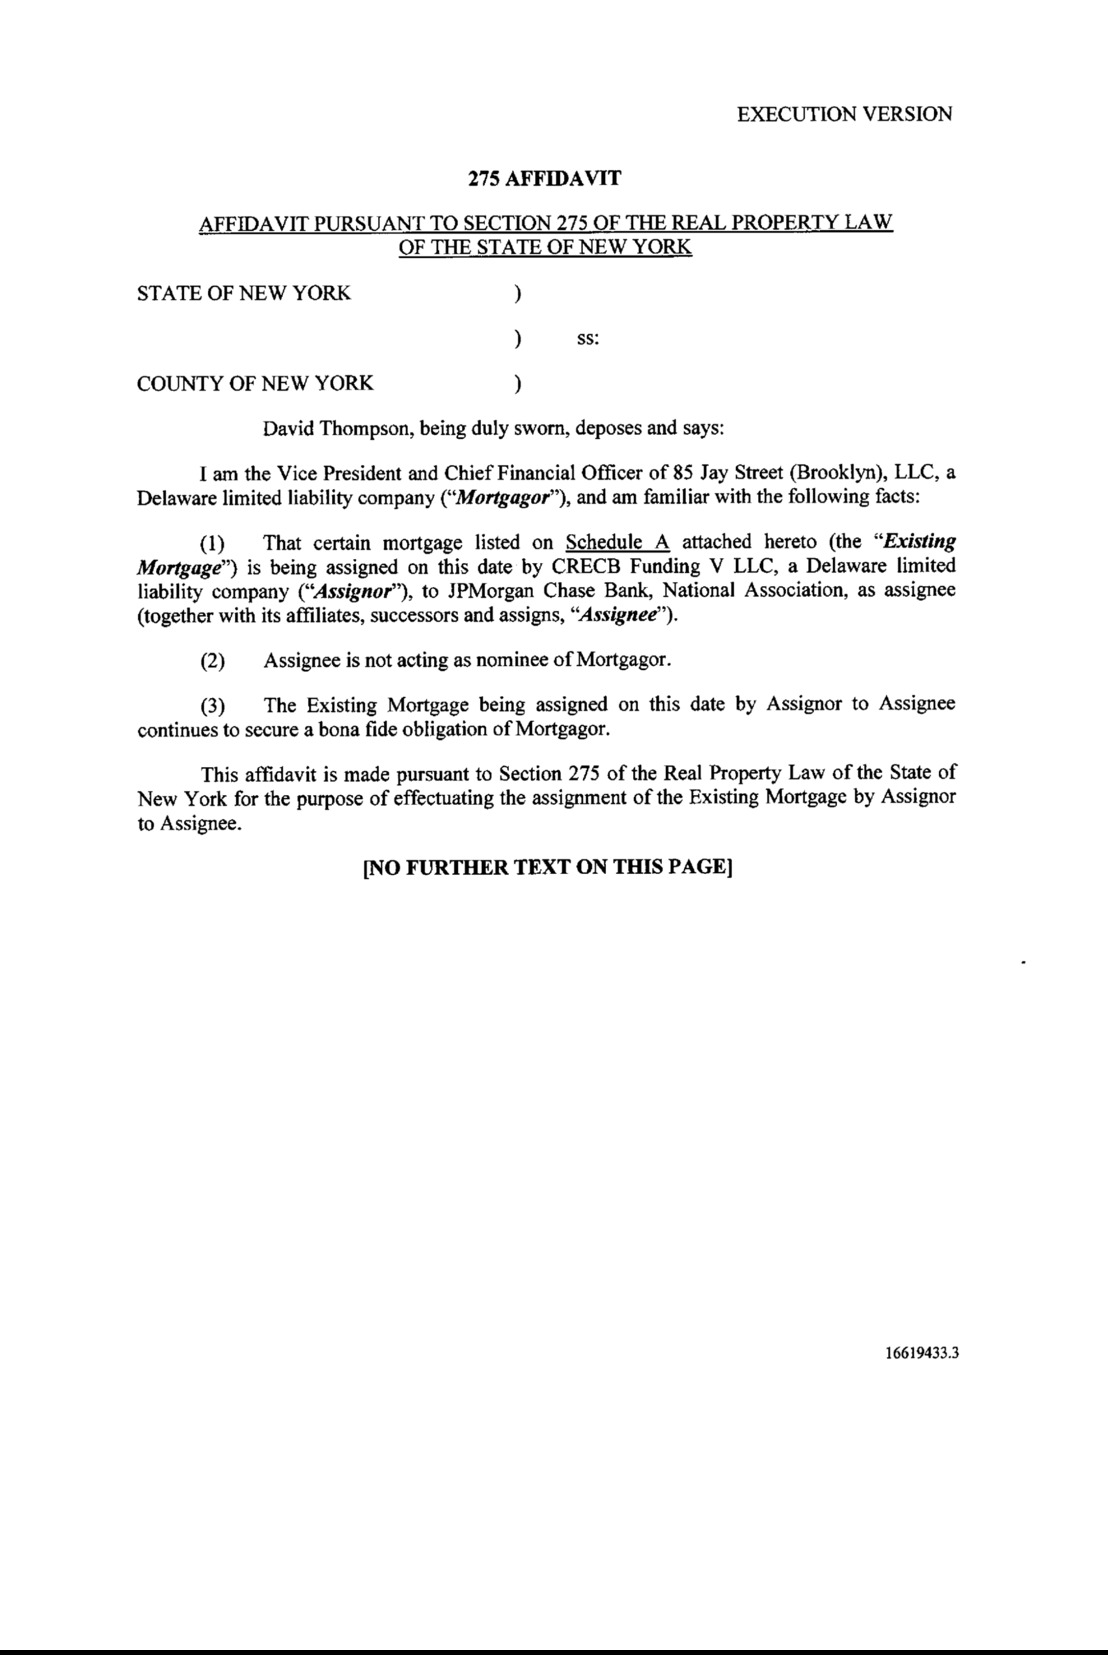 EXECUTION VERSION
275 AFFIDAVIT
AFFIDAVIT PURSUANT TO SECTION 275 OF THE REAL PROPERTY LAW
OF THE STATE OF NEW YORK
STATE OF NEW YORK )
) ss:
COUNTY OF NEW YORK )
David Thompson, being duly sworn, deposes and says:
I am the Vice President and Chief Financial Officer of 85 Jay Street (Brooklyn), LLC, a
Delaware limited liability company (“Mortgagor”), and am familiar with the following facts:
(1) That certain mortgage listed on Schedule A attached hereto (the “Existing
Mortgage”) is being assigned on this date by CRECB Funding V LLC, a Delaware limited
liability company (“Assignor”), to JPMorgan Chase Bank, National Association, as assignee
(together with its affiliates, successors and assigns, “Assignee”).
(2) Assignee is not acting as nominee of Mortgagor.
(3) The Existing Mortgage being assigned on this date by Assignor to Assignee
continues to secure a bona fide obligation of Mortgagor.
This affidavit is made pursuant to Section 275 of the Real Property Law of the State of
New York for the purpose of effectuating the assignment of the Existing Mortgage by Assignor
to Assignee.
[NO FURTHER TEXT ON THIS PAGE]
16619433.3